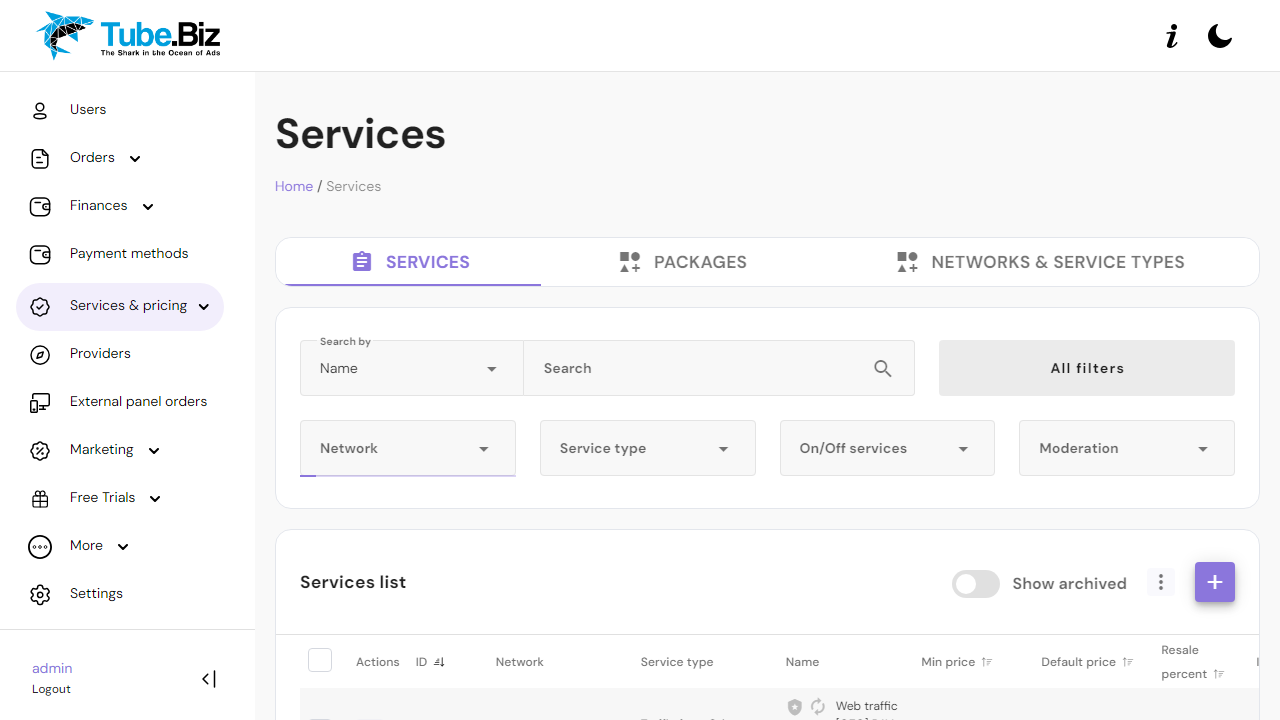 Tube.Biz
The Shark in the Ocean of Ads
Users
Orders
Finances
Payment methods
Services & pricing
Providers
External panel orders
Marketing
Free Trials
More
Settings
admin
Logout
Services
Home / Services
SERVICES
PACKAGES
NETWORKS & SERVICE TYPES
Search by
Name
Search
All filters
Network
Service type
On/Off services
Moderation
Services list
Show archived
Actions
ID
Network
Service type
Name
Min price
Default price
Resale
percent
Web traffic